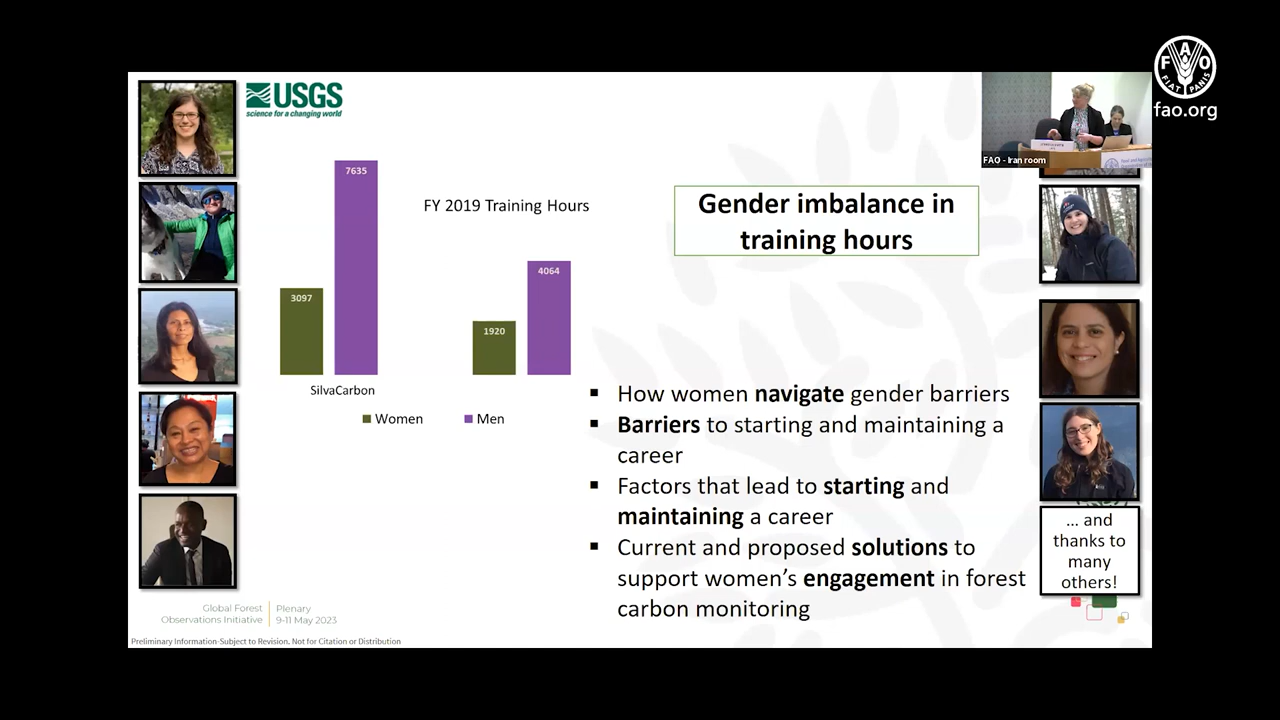 USGS
science for a changing world
FAO
FIAT PANIS
fao.org
FAO - Iran room
7635
FY 2019 Training Hours
4064
3097
1920
SilvaCarbon
Women
Men
Gender imbalance in
training hours
▪ How women navigate gender barriers
▪ Barriers to starting and maintaining a
career
▪ Factors that lead to starting and
maintaining a career
▪ Current and proposed solutions to
support women’s engagement in forest
carbon monitoring
... and
thanks to
many
others!
Global Forest
Observations Initiative
Plenary
9-11 May 2023
Preliminary Information-Subject to Revision. Not for Citation or Distribution